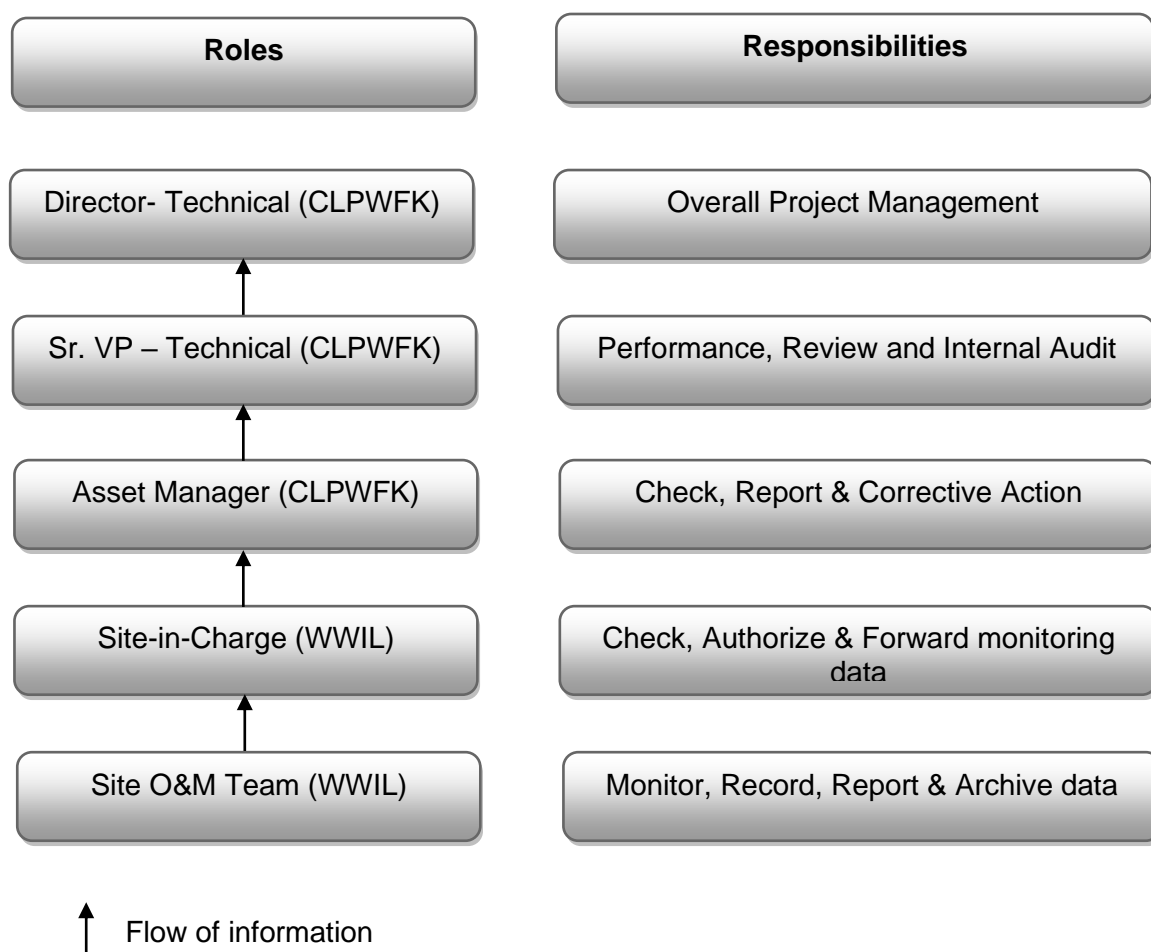 Roles
Responsibilities
Director- Technical (CLPWFK)
Overall Project Management
Sr. VP – Technical (CLPWFK)
Performance, Review and Internal Audit
Asset Manager (CLPWFK)
Check, Report & Corrective Action
Site-in-Charge (WWIL)
Check, Authorize & Forward monitoring
data
Site O&M Team (WWIL)
Monitor, Record, Report & Archive data
Flow of information